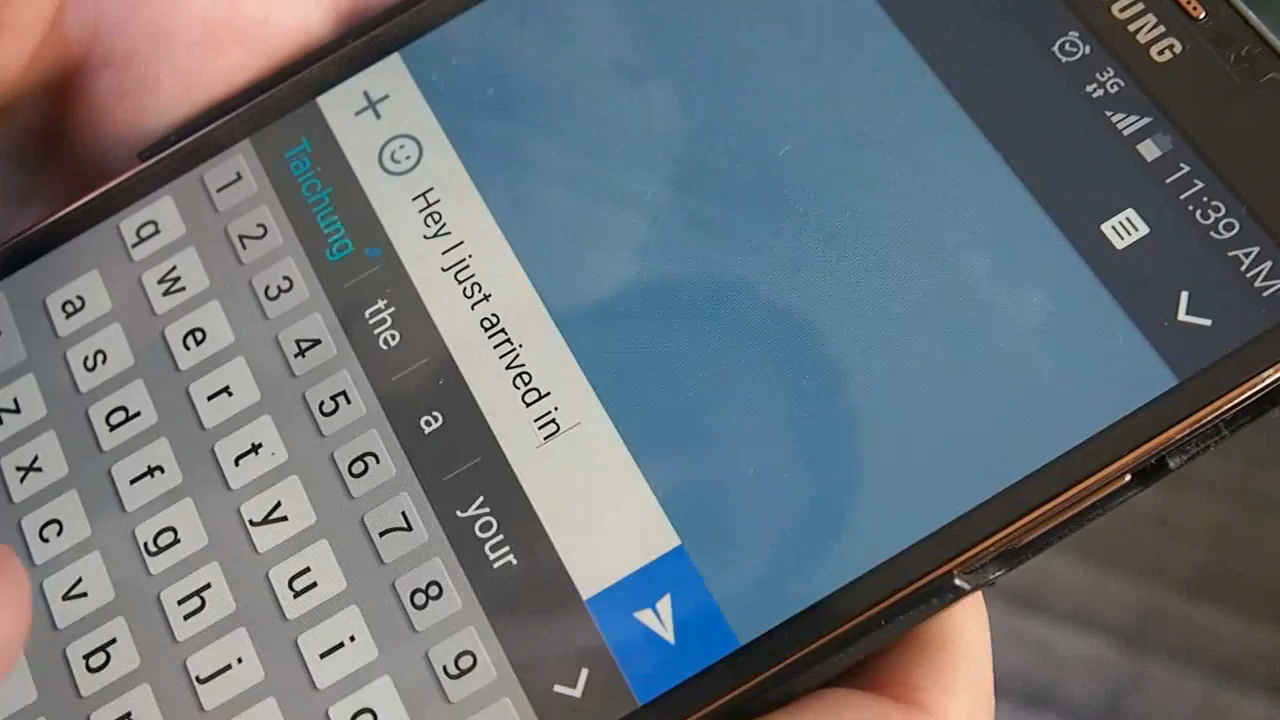 SUNG
3G
11:39 AM
Hey I just arrived in
Taichung the a your
1 2 3 4 5 6 7 8 9
q w e r t y u i
a s d f g h j
z x c v b